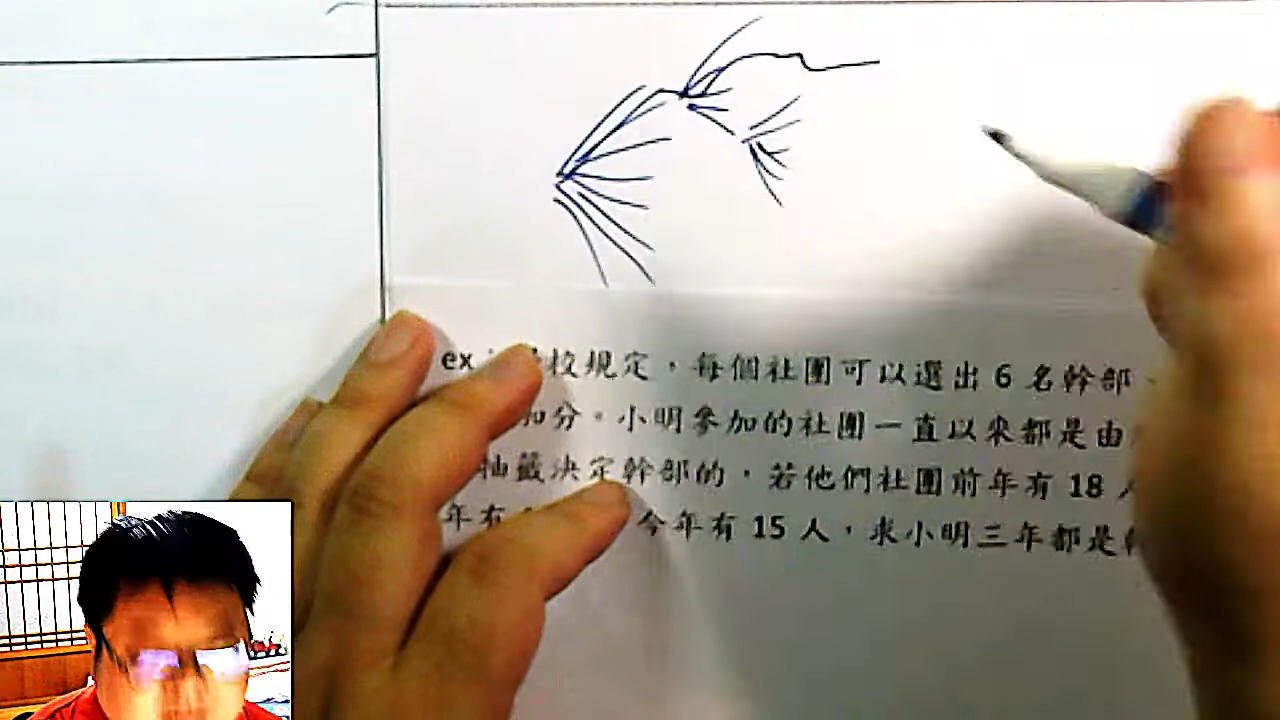 ex 校規定，每個社團可以選出 6 名幹部、
加分。小明參加的社團一直以來都是由
抽籤決定幹部的，若他們社團前年有 18
年有 今年有 15 人，求小明三年都是